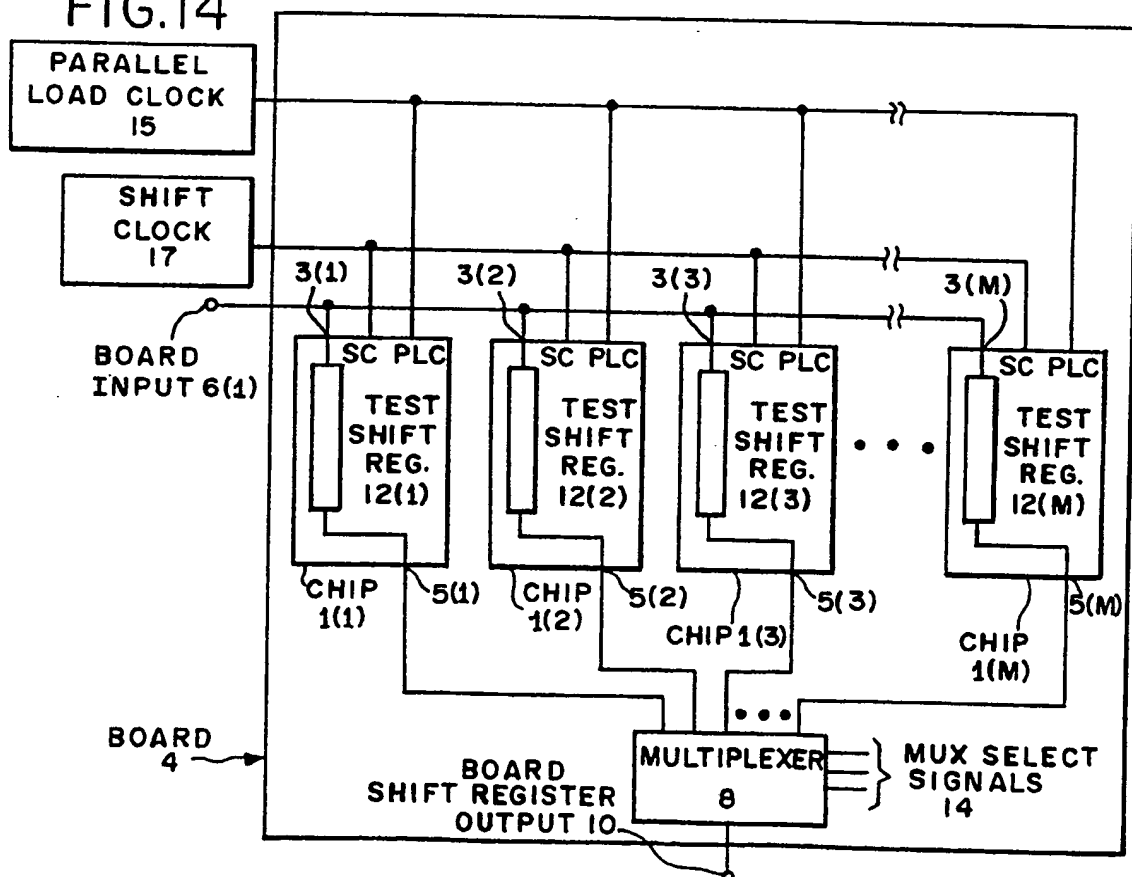 FIG.14
PARALLEL
LOAD CLOCK
15
SHIFT
CLOCK
17
3(1)
3(2)
3(3)
3(M)
BOARD
INPUT 6(1)
SC PLC
TEST
SHIFT
REG.
12(1)
SC PLC
TEST
SHIFT
REG.
12(2)
SC PLC
TEST
SHIFT
REG.
12(3)
SC PLC
TEST
SHIFT
REG.
12(M)
CHIP
1(1)
5(1)
CHIP
1(2)
5(2)
CHIP 1(3)
5(3)
CHIP
1(M)
5(M)
BOARD
4
MULTIPLEXER
8
MUX SELECT
SIGNALS
14
BOARD
SHIFT REGISTER
OUTPUT 10